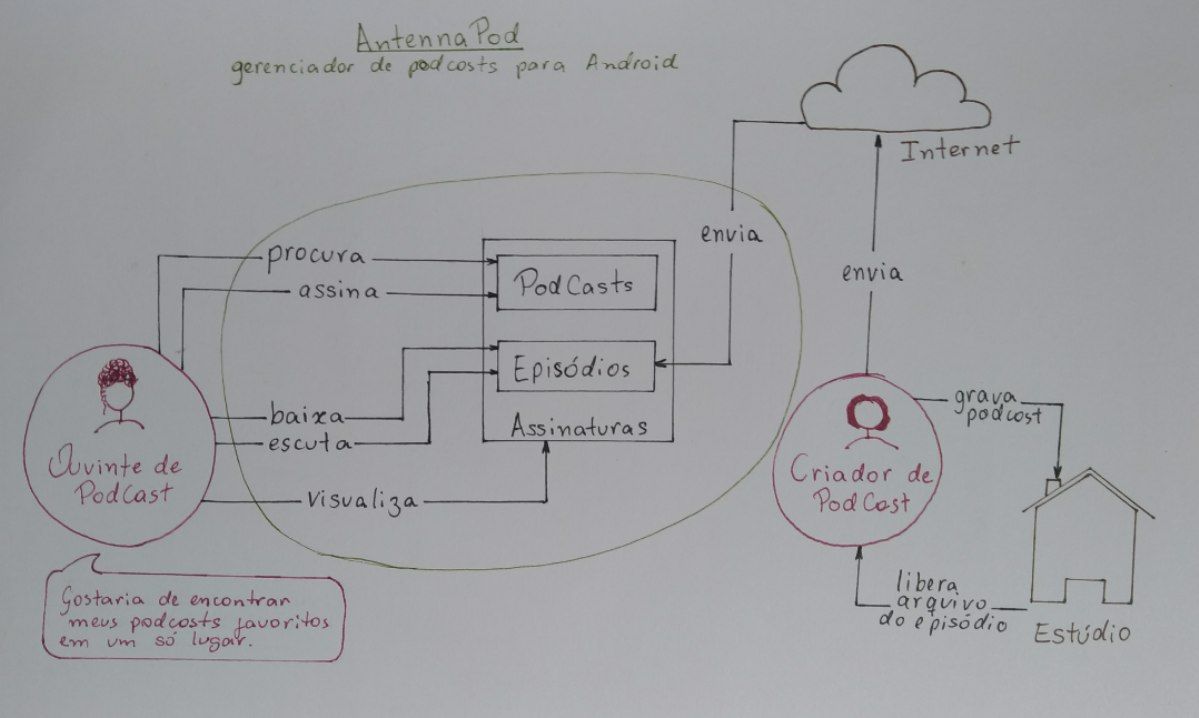 AntennaPod
gerenciador de podcosts para Android
Internet
envia
envia
procura
assina
PodCasts
Episódios
Assinaturas
baixa
escuta
Visualiza
Ouvinte de
PodCast
Gostaria de encontrar
meus podcosts favoritos
em um só lugar.
Criador de
PodCost
grava
podcost
libera
arquivo
do episódio
Estúdio